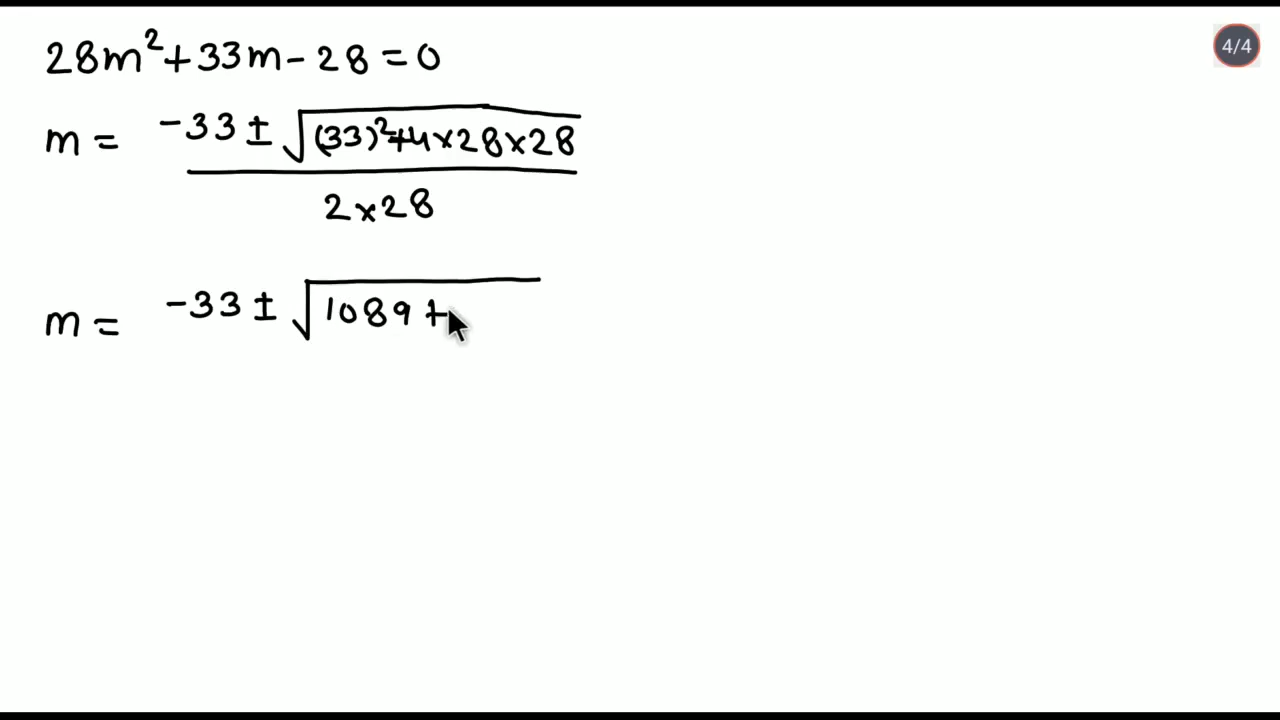 28m²+33m-28=0
4/4
m = -33 ± √(33)²+4×28×28
2×28
m = -33 ± √1089 +